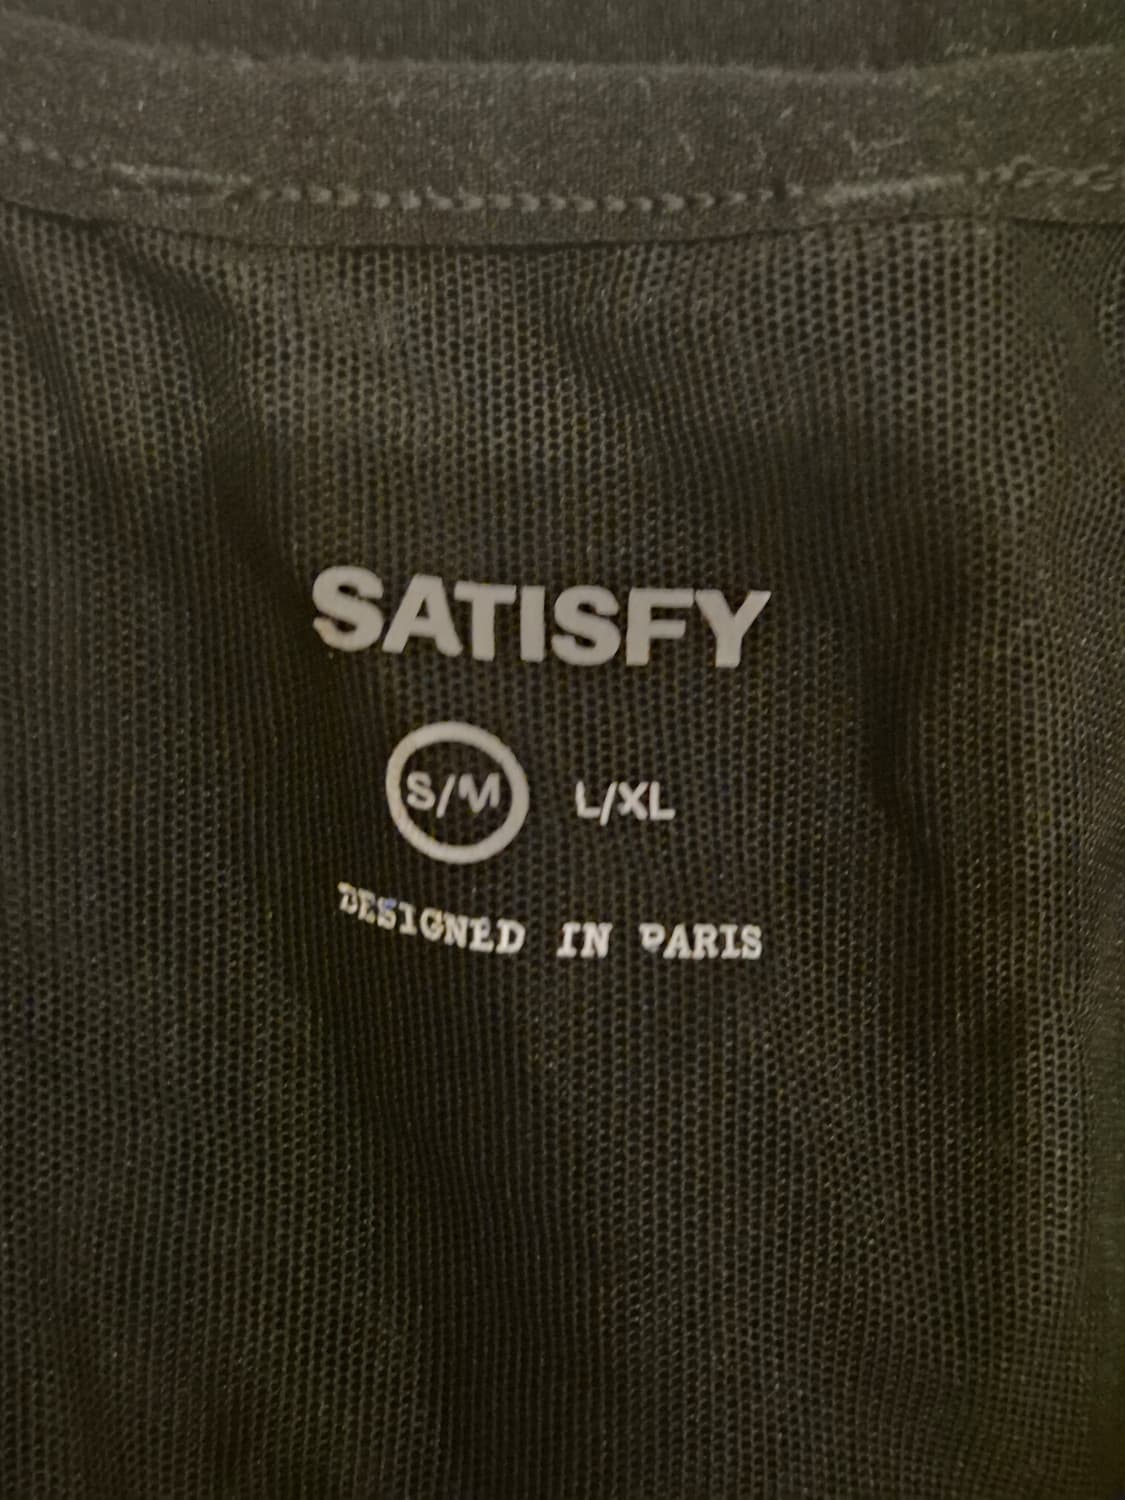 SATISFY
S/M L/XL
DESIGNED IN PARIS